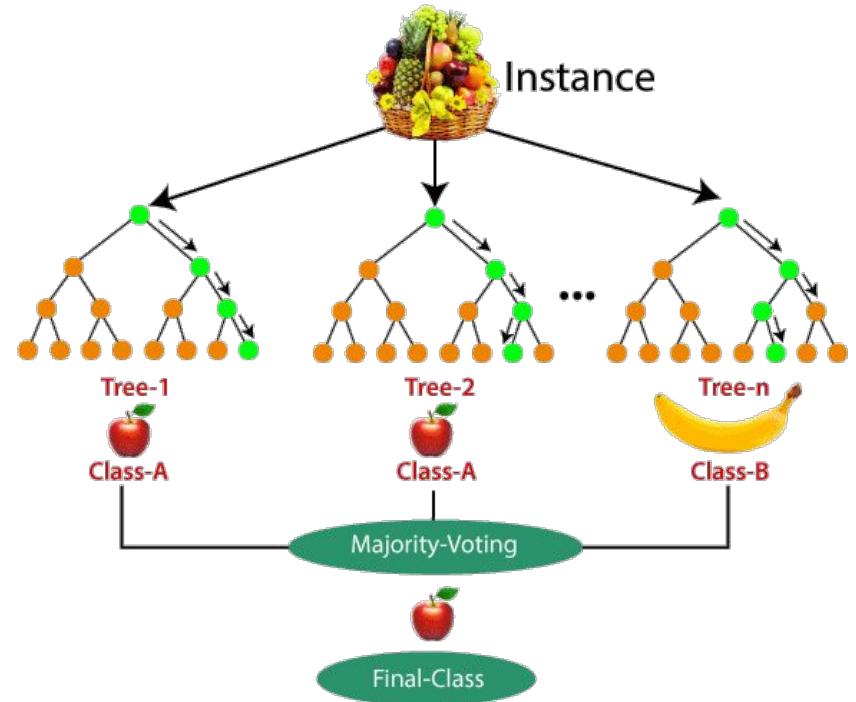 Instance
...
Tree-1
Tree-2
Tree-n
Class-A
Class-A
Class-B
Majority-Voting
Final-Class